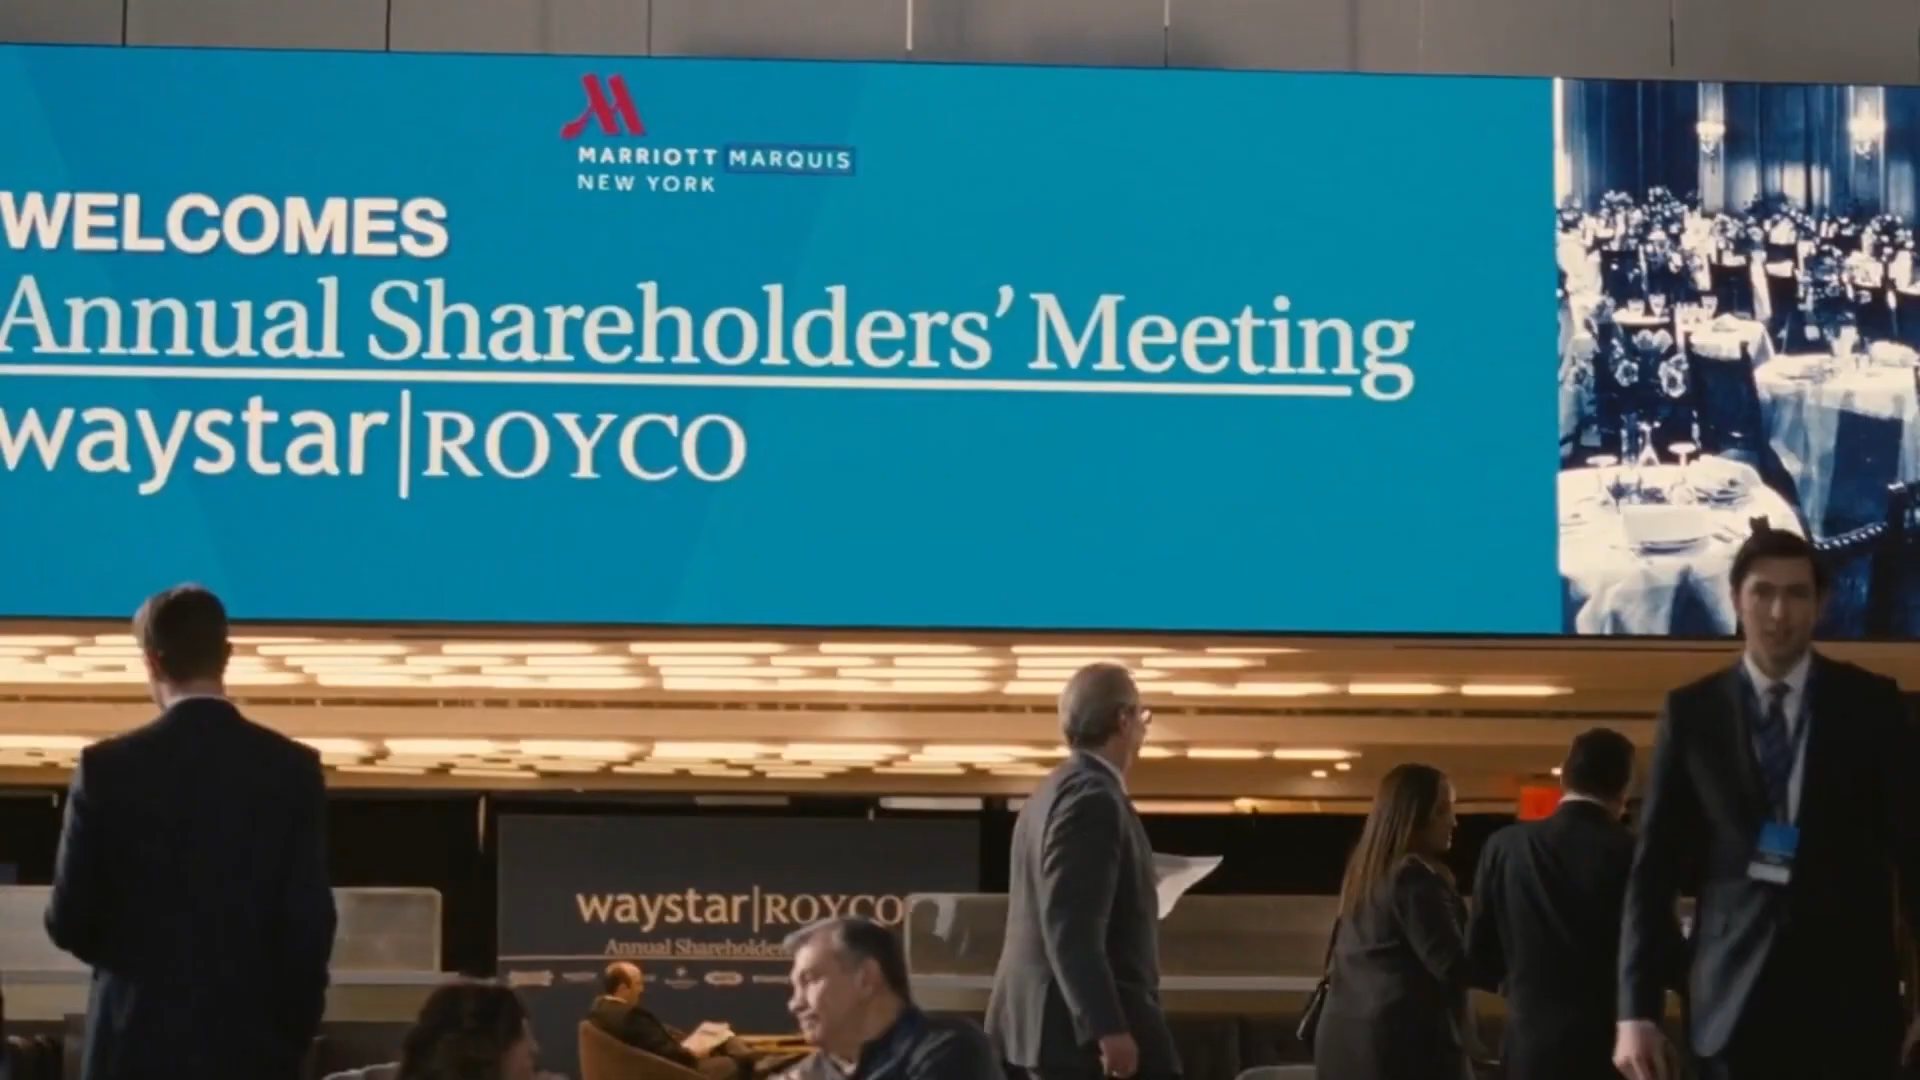 MARRIOTT MARQUIS
NEW YORK
WELCOMES
Annual Shareholders' Meeting
waystar|ROYCO
waystar|ROYCO
Annual Shareholders